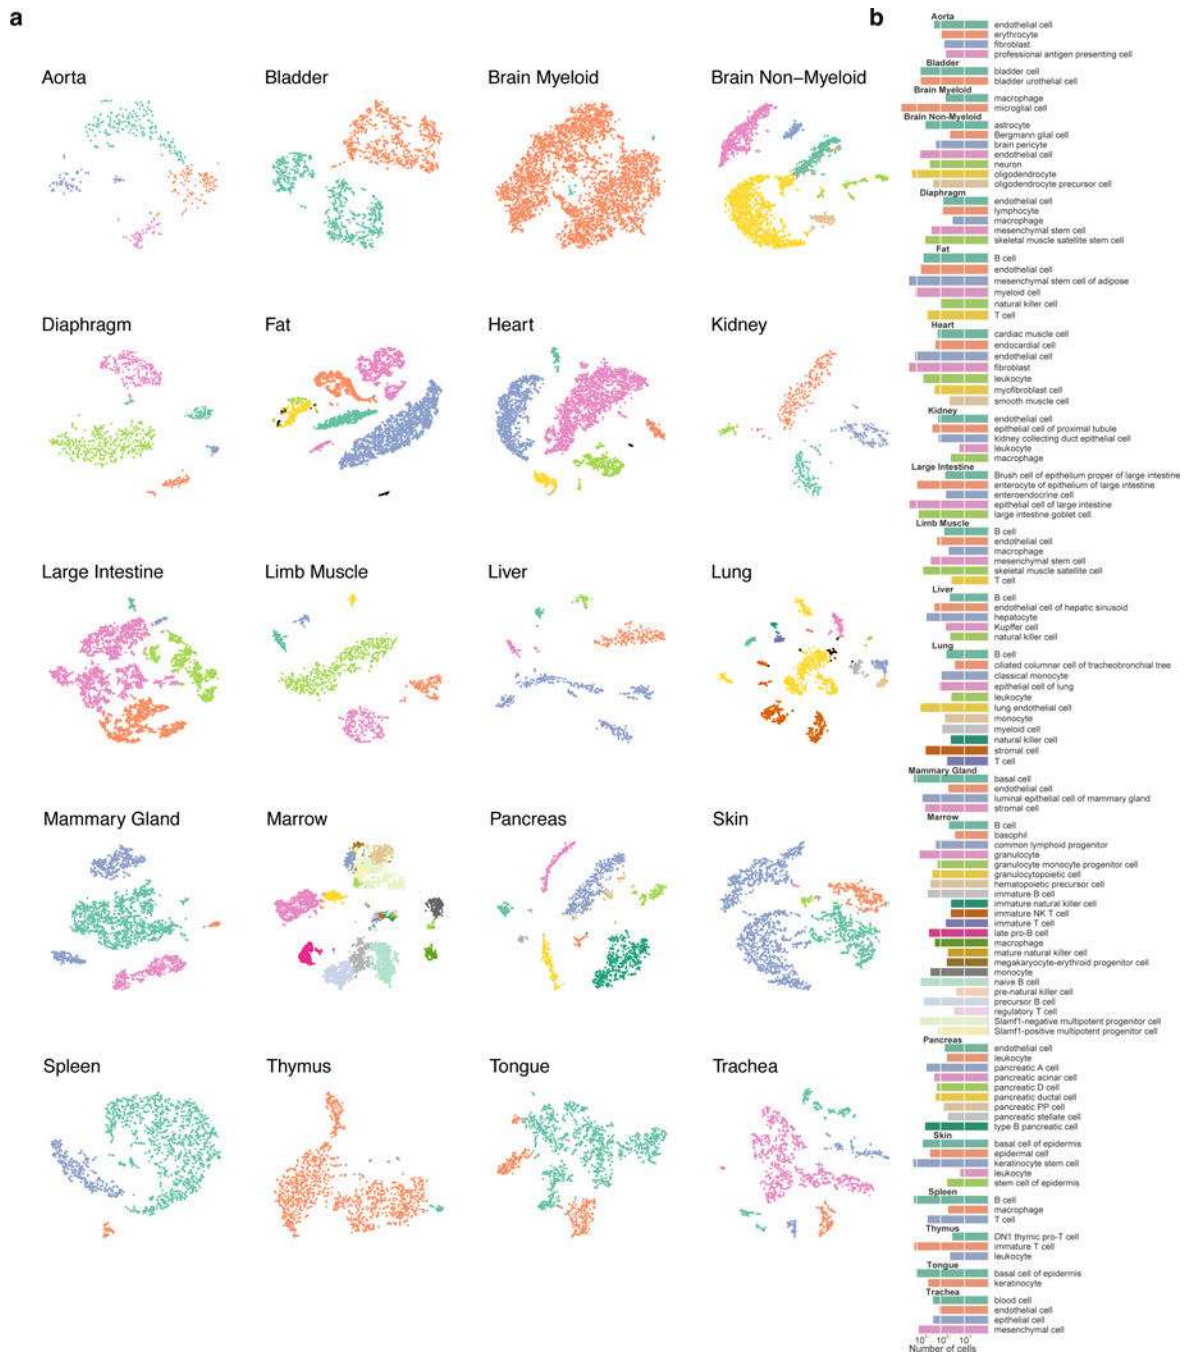 a
Aorta
Bladder
Brain Myeloid
Brain Non-Myeloid
Diaphragm
Fat
Heart
Kidney
Large Intestine
Limb Muscle
Liver
Lung
Mammary Gland
Marrow
Pancreas
Skin
Spleen
Thymus
Tongue
Trachea
b
Aorta
endothelial cell
erythrocyte
fibroblast
professional antigen presenting cell
Bladder
bladder cell
bladder urothelial cell
Brain Myeloid
macrophage
microglial cell
Brain Non-Myeloid
astrocyte
Bergmann glial cell
brain pericyte
endothelial cell
neuron
oligodendrocyte
oligodendrocyte precursor cell
Diaphragm
endothelial cell
lymphocyte
macrophage
mesenchymal stem cell
skeletal muscle satellite stem cell
Fat
B cell
endothelial cell
mesenchymal stem cell of adipose
myeloid cell
natural killer cell
T cell
Heart
cardiac muscle cell
endocardial cell
endothelial cell
fibroblast
leukocyte
myofibroblast cell
smooth muscle cell
Kidney
endothelial cell
epithelial cell of proximal tubule
kidney collecting duct epithelial cell
leukocyte
macrophage
Large Intestine
Brush cell of epithelium proper of large intestine
enterocyte of epithelium of large intestine
enteroendocrine cell
epithelial cell of large intestine
large intestine goblet cell
Limb Muscle
B cell
endothelial cell
macrophage
mesenchymal stem cell
skeletal muscle satellite cell
T cell
Liver
B cell
endothelial cell of hepatic sinusoid
hepatocyte
Kupffer cell
natural killer cell
Lung
B cell
ciliated columnar cell of tracheobronchial tree
classical monocyte
epithelial cell of lung
leukocyte
lung endothelial cell
monocyte
myeloid cell
natural killer cell
stromal cell
T cell
Mammary Gland
basal cell
endothelial cell
luminal epithelial cell of mammary gland
stromal cell
Marrow
B cell
basophil
common lymphoid progenitor
granulocyte
granulocyte monocyte progenitor cell
granulocytopoietic cell
hematopoietic precursor cell
immature B cell
immature natural killer cell
immature NK T cell
immature T cell
late pro-B cell
macrophage
mature natural killer cell
megakaryocyte-erythroid progenitor cell
monocyte
naive B cell
pre-natural killer cell
precursor B cell
regulatory T cell
Slamf1-negative multipotent progenitor cell
Slamf1-positive multipotent progenitor cell
Pancreas
endothelial cell
leukocyte
pancreatic A cell
pancreatic acinar cell
pancreatic D cell
pancreatic ductal cell
pancreatic PP cell
pancreatic stellate cell
type B pancreatic cell
Skin
basal cell of epidermis
epidermal cell
keratinocyte stem cell
leukocyte
stem cell of epidermis
Spleen
B cell
macrophage
T cell
Thymus
DN1 thymic pro-T cell
immature T cell
leukocyte
Tongue
basal cell of epidermis
keratinocyte
Trachea
blood cell
endothelial cell
epithelial cell
mesenchymal cell
Number of cells